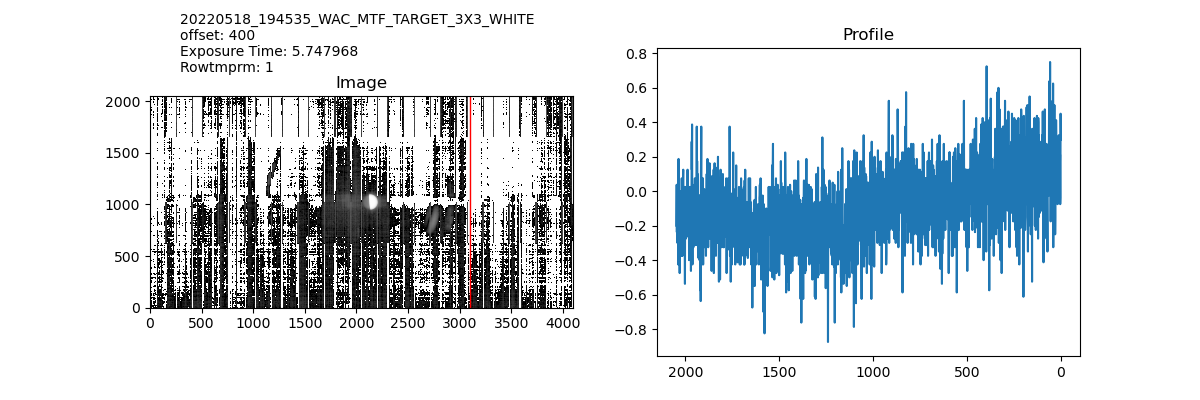 20220518_194535_WAC_MTF_TARGET_3X3_WHITE
offset: 400
Exposure Time: 5.747968
Rowtmprm: 1
Image
2000
1500
1000
500
0
0 500 1000 1500 2000 2500 3000 3500 4000
Profile
0.8
0.6
0.4
0.2
0.0
−0.2
−0.4
−0.6
−0.8
2000 1500 1000 500 0